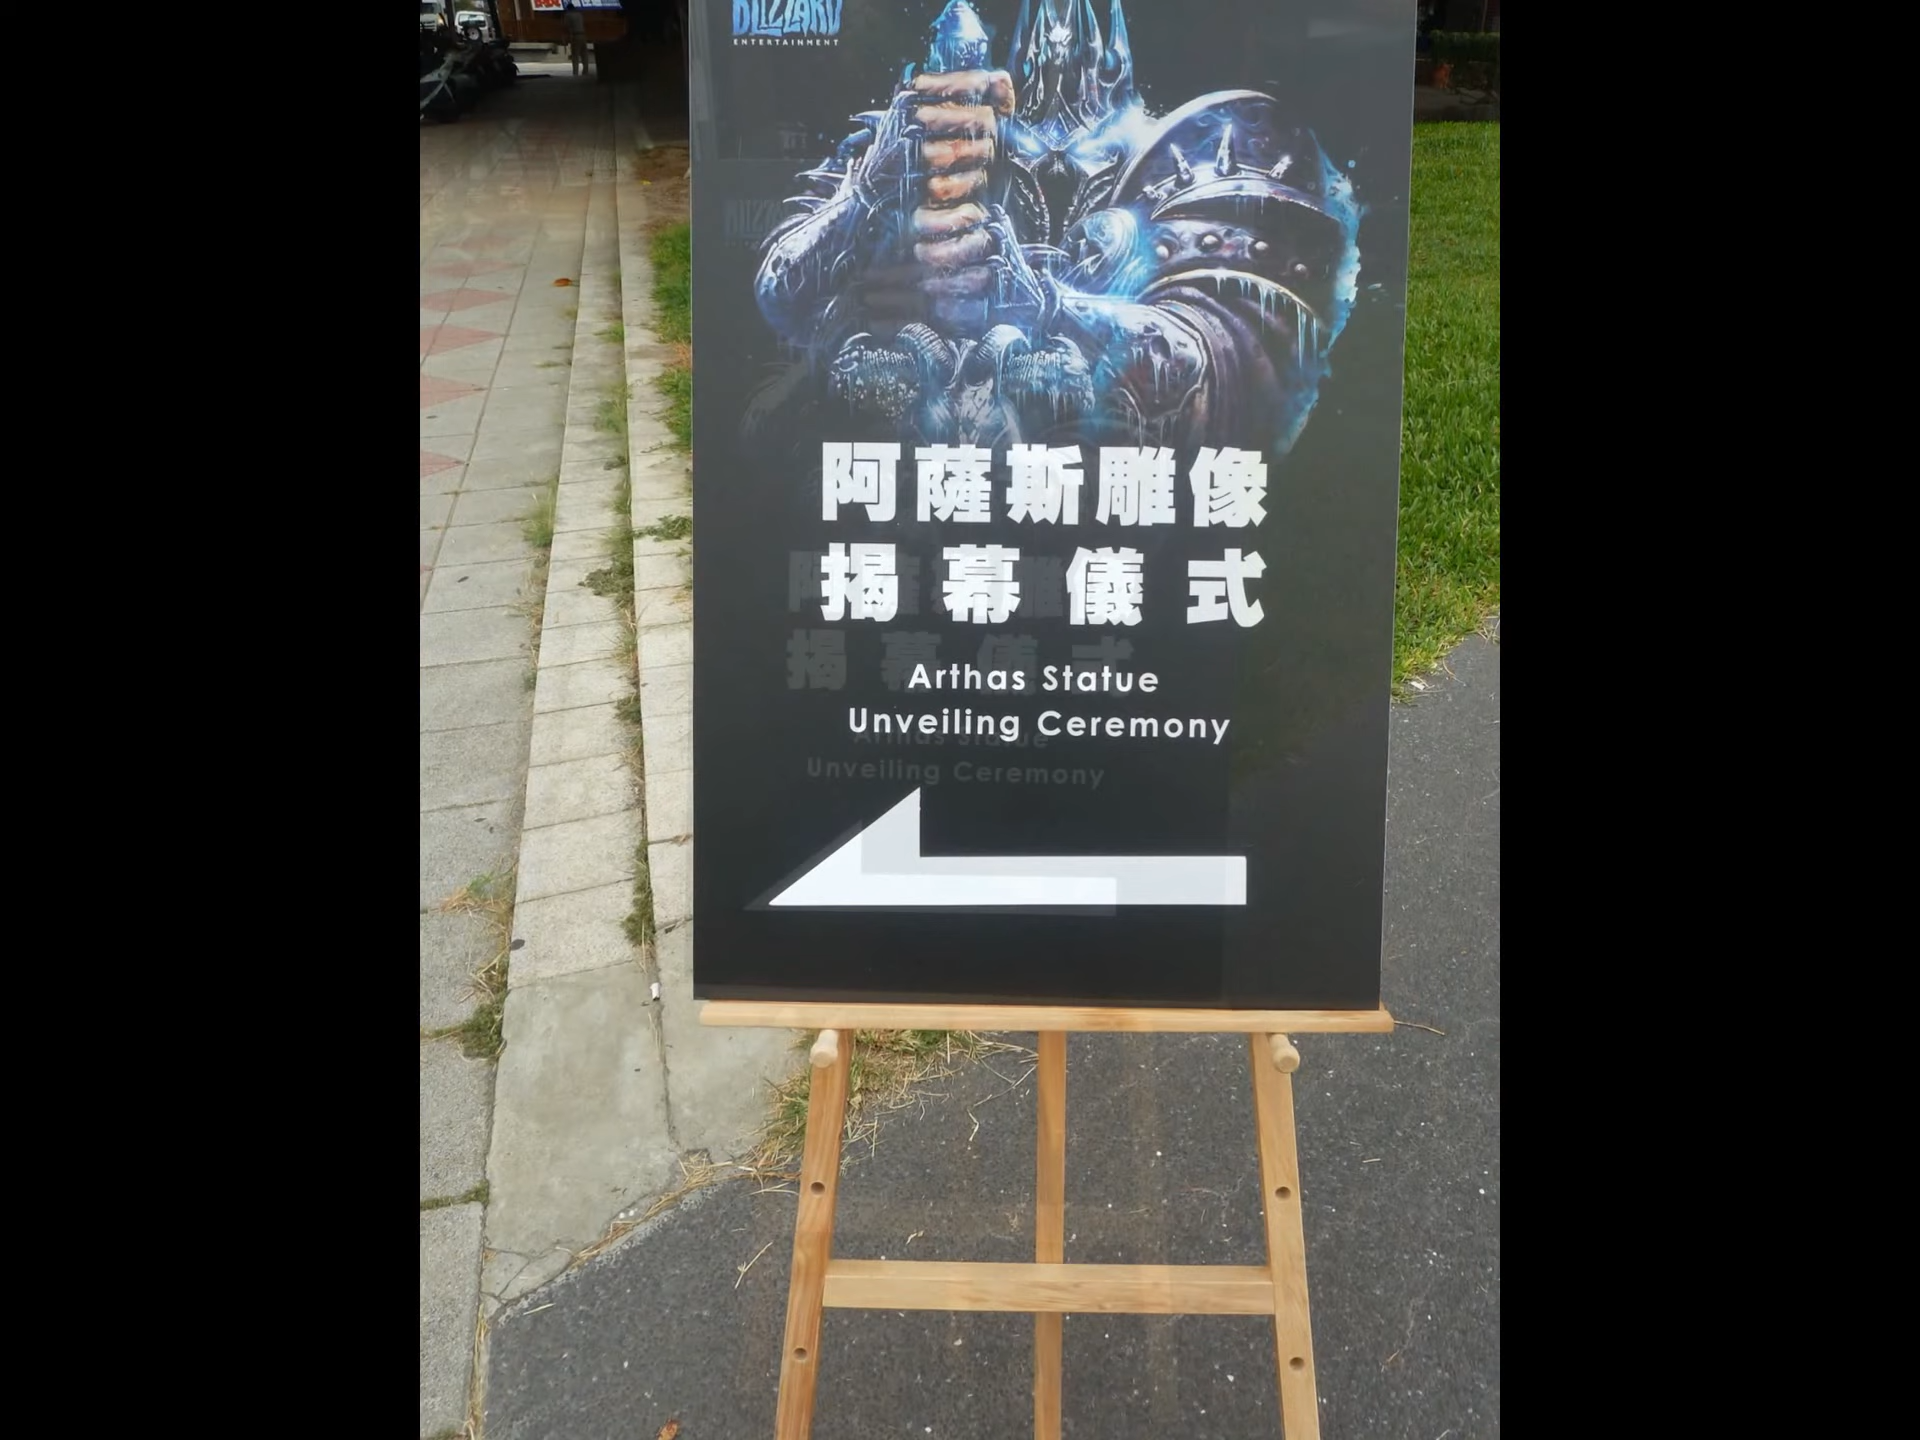 BLIZZARD
ENTERTAINMENT
阿薩斯雕像
揭幕儀式
Arthas Statue
Unveiling Ceremony